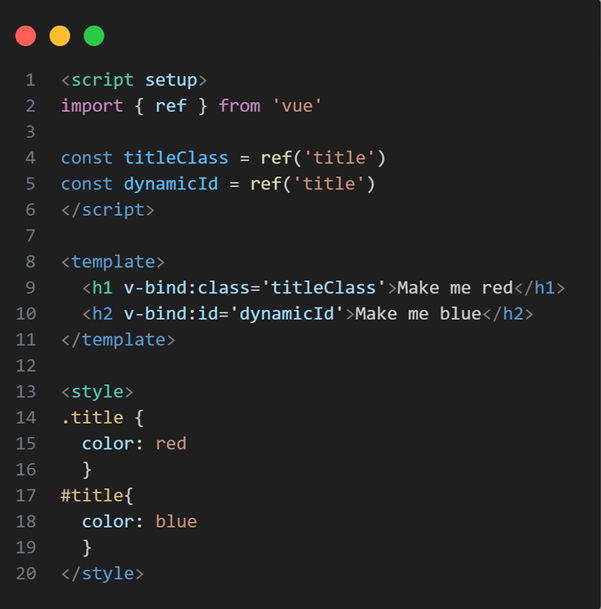 1 <script setup>
2 import { ref } from 'vue'
3
4 const titleClass = ref('title')
5 const dynamicId = ref('title')
6 </script>
7
8 <template>
9   <h1 v-bind:class='titleClass'>Make me red</h1>
10   <h2 v-bind:id='dynamicId'>Make me blue</h2>
11 </template>
12
13 <style>
14 .title {
15   color: red
16   }
17 #title{
18   color: blue
19   }
20 </style>